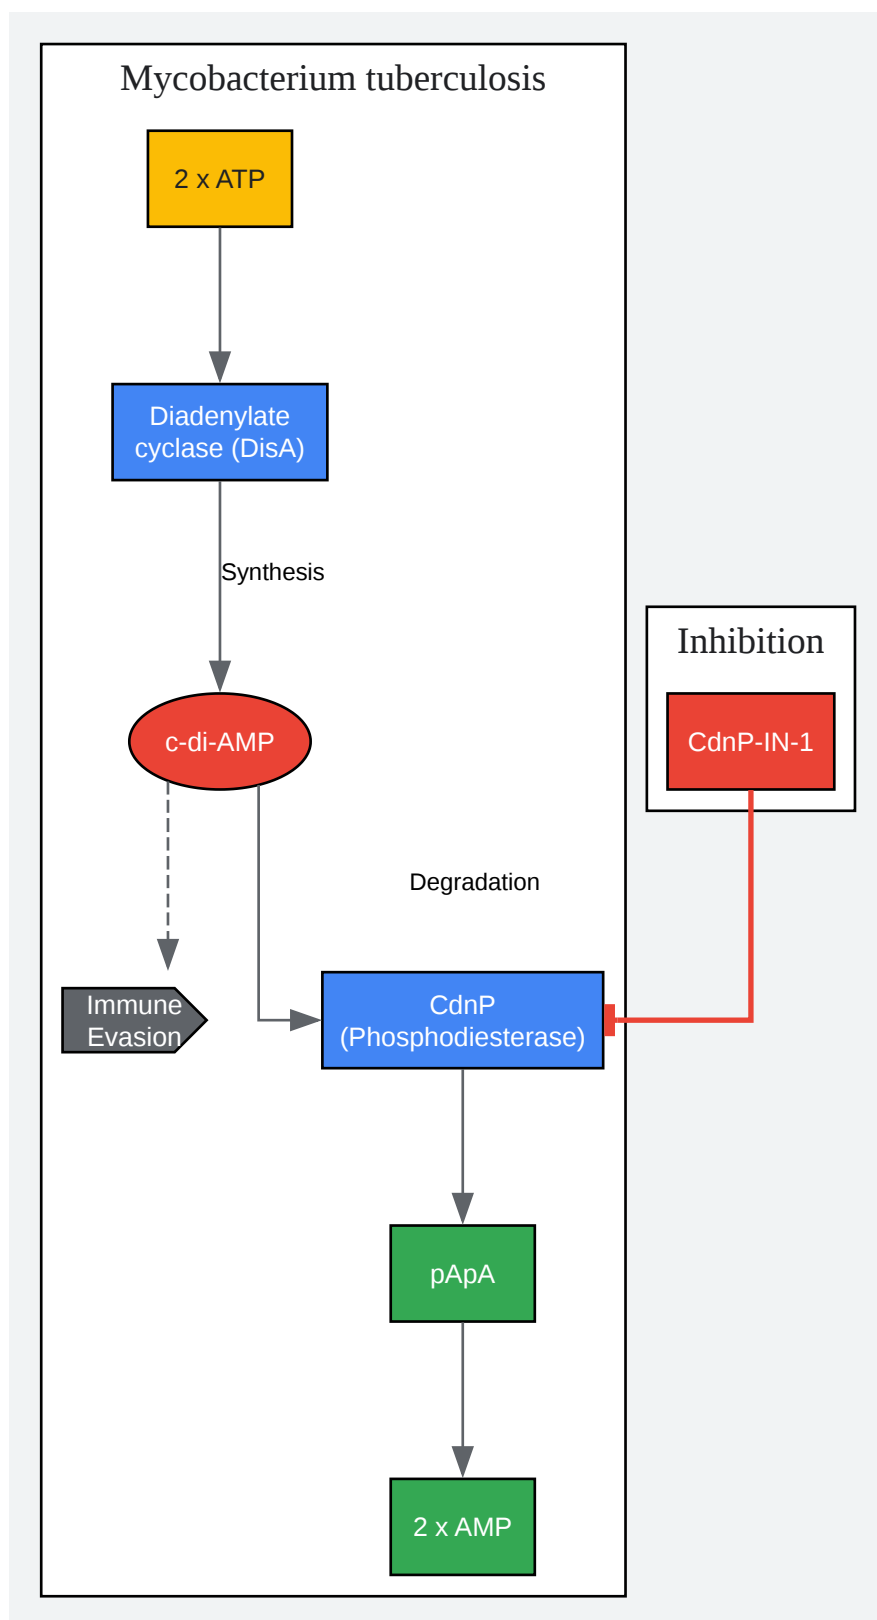 Mycobacterium tuberculosis
2 x ATP
Diadenylate
cyclase (DisA)
Synthesis
Inhibition
c-di-AMP
CdnP-IN-1
Degradation
Immune
Evasion
CdnP
(Phosphodiesterase)
pApA
2 x AMP